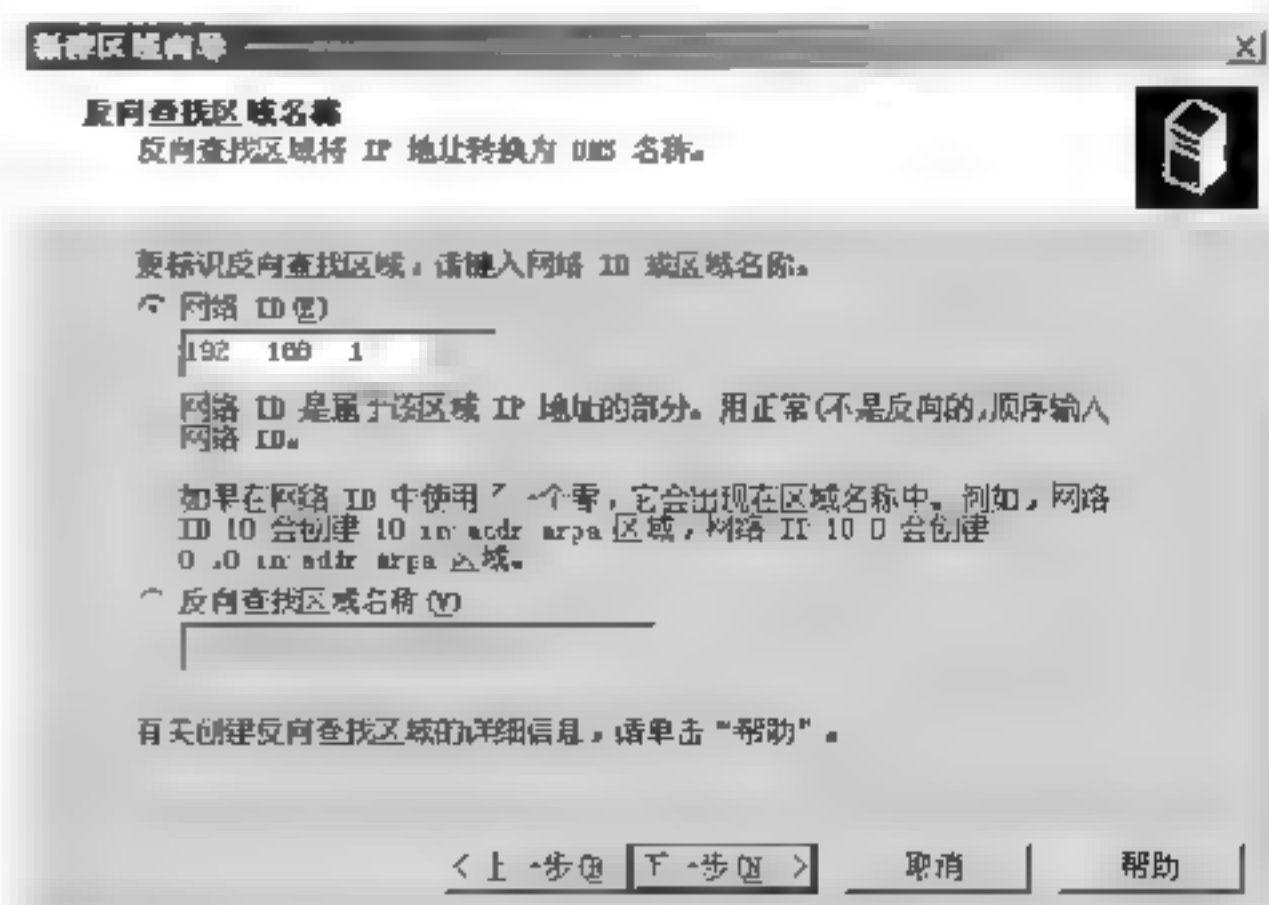 新建区域向导
反向查找区域名称
反向查找区域将 IP 地址转换为 DNS 名称。
要标识反向查找区域，请键入网络 ID 或区域名称。
网络 ID(E)
192 168 1
网络 ID 是属于该区域 IP 地址的部分。用正常(不是反向的)顺序输入
网络 ID。
如果在网络 ID 中使用了一个零，它会出现在区域名称中。例如，网络
ID 10 会创建 10 in-addr arpa 区域，网络 ID 10 0 会创建
0 10 in-addr arpa 区域。
反向查找区域名称(V)
有关创建反向查找区域的详细信息，请单击“帮助”。
< 上一步(B) 下一步(N) > 取消 帮助